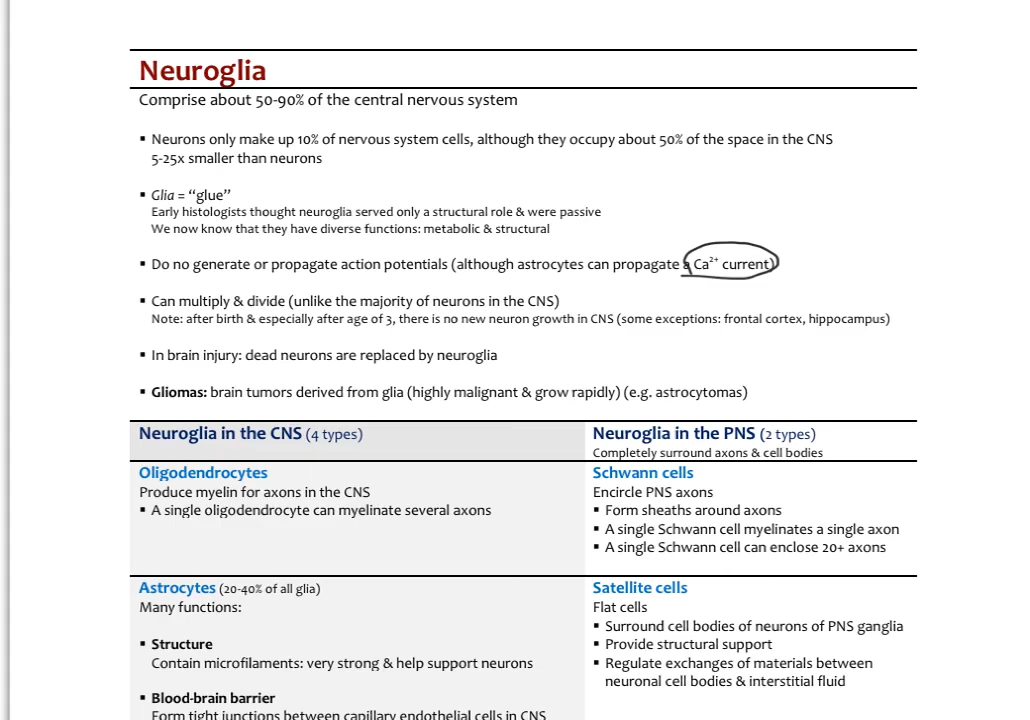 Neuroglia
Comprise about 50-90% of the central nervous system
▪ Neurons only make up 10% of nervous system cells, although they occupy about 50% of the space in the CNS
5-25x smaller than neurons
▪ Glia = “glue”
Early histologists thought neuroglia served only a structural role & were passive
We now know that they have diverse functions: metabolic & structural
▪ Do no generate or propagate action potentials (although astrocytes can propagate a Ca²⁺ current)
▪ Can multiply & divide (unlike the majority of neurons in the CNS)
Note: after birth & especially after age of 3, there is no new neuron growth in CNS (some exceptions: frontal cortex, hippocampus)
▪ In brain injury: dead neurons are replaced by neuroglia
▪ Gliomas: brain tumors derived from glia (highly malignant & grow rapidly) (e.g. astrocytomas)
Neuroglia in the CNS (4 types)
Oligodendrocytes
Produce myelin for axons in the CNS
▪ A single oligodendrocyte can myelinate several axons
Astrocytes (20-40% of all glia)
Many functions:
▪ Structure
Contain microfilaments: very strong & help support neurons
▪ Blood-brain barrier
Form tight junctions between capillary endothelial cells in CNS
Neuroglia in the PNS (2 types)
Completely surround axons & cell bodies
Schwann cells
Encircle PNS axons
▪ Form sheaths around axons
▪ A single Schwann cell myelinates a single axon
▪ A single Schwann cell can enclose 20+ axons
Satellite cells
Flat cells
▪ Surround cell bodies of neurons of PNS ganglia
▪ Provide structural support
▪ Regulate exchanges of materials between
neuronal cell bodies & interstitial fluid